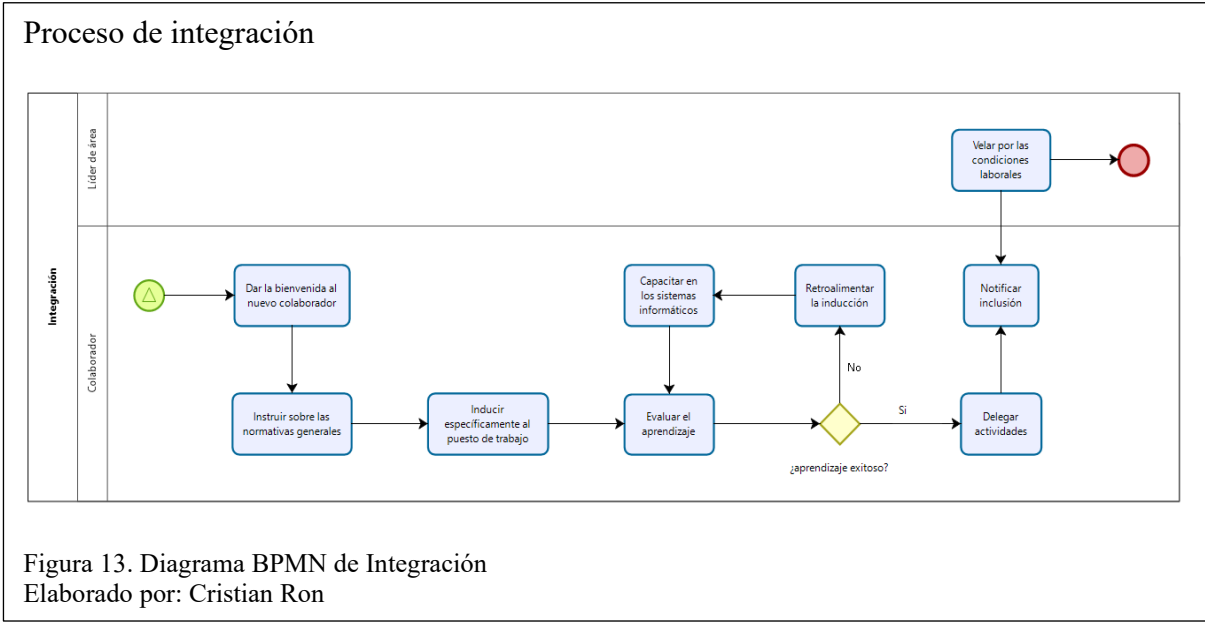 Proceso de integración
Integración
Líder de área
Velar por las
condiciones
laborales
Colaborador
Dar la bienvenida al
nuevo colaborador
Capacitar en
los sistemas
informáticos
Retroalimentar
la inducción
Notificar
inclusión
No
Instruir sobre las
normativas generales
Inducir
específicamente al
puesto de trabajo
Evaluar el
aprendizaje
Si
Delegar
actividades
¿aprendizaje exitoso?
Figura 13. Diagrama BPMN de Integración
Elaborado por: Cristian Ron